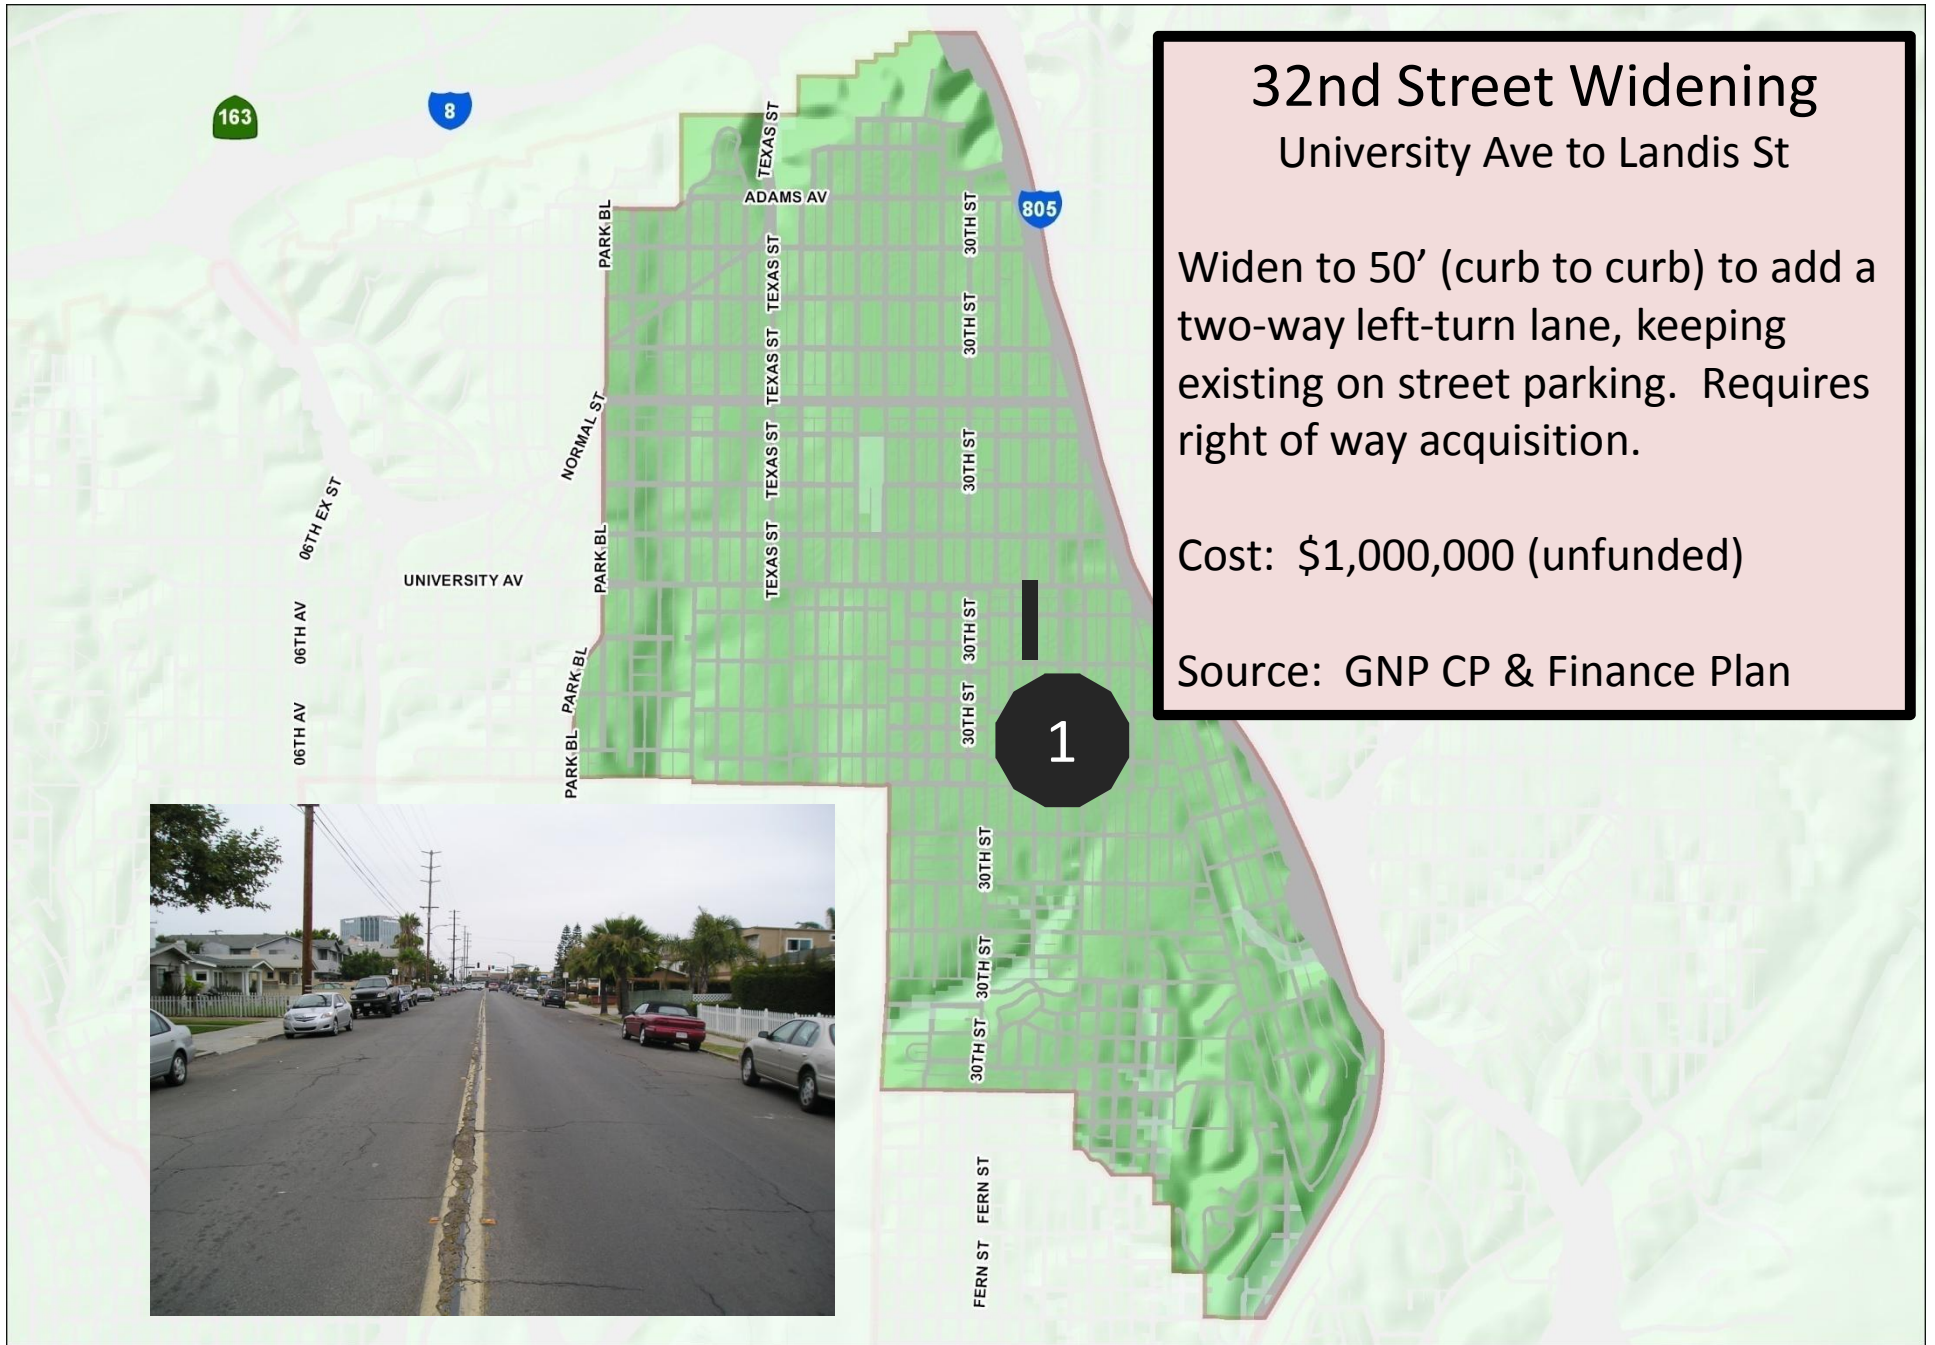 32nd Street Widening
University Ave to Landis St
Widen to 50’ (curb to curb) to add a
two-way left-turn lane, keeping
existing on street parking.  Requires
right of way acquisition.
Cost:  $1,000,000 (unfunded)
Source:  GNP CP & Finance Plan
163
8
805
TEXAS ST
ADAMS AV
PARK BL
30TH ST
TEXAS ST
30TH ST
TEXAS ST
NORMAL ST
TEXAS ST
30TH ST
06TH EX ST
PARK BL
TEXAS ST
UNIVERSITY AV
06TH AV
30TH ST
PARK BL
06TH AV
30TH ST
PARK BL
1
30TH ST
30TH ST
30TH ST
FERN ST
FERN ST